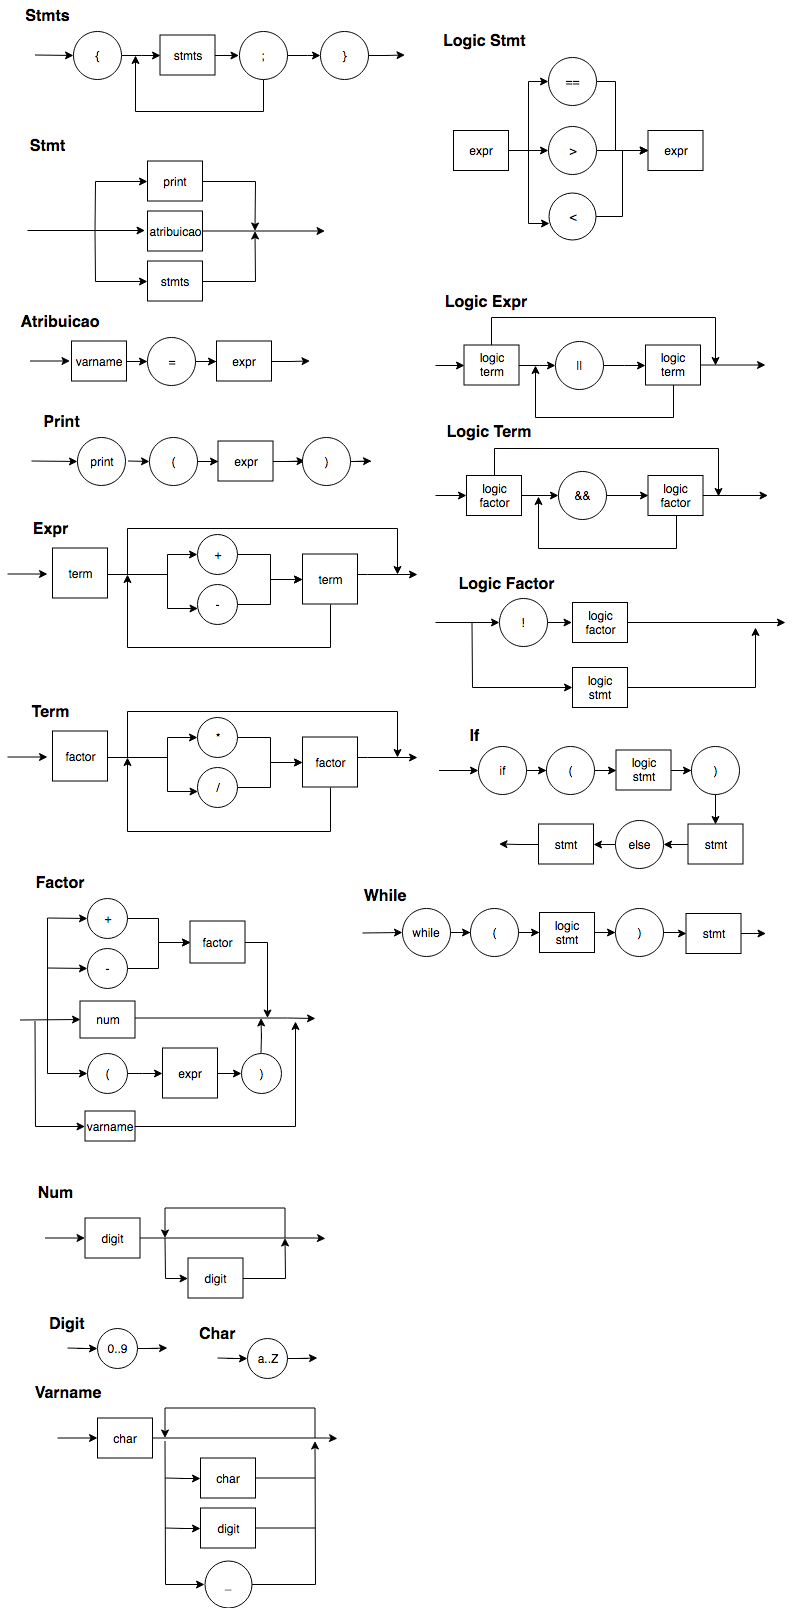 Stmts
{ stmts ; }
Stmt
print
atribuicao
stmts
Atribuicao
varname = expr
Print
print ( expr )
Expr
term + - term
Term
factor * / factor
Factor
+
-
factor
num
( expr )
varname
Num
digit
digit
Digit
0..9
Char
a..Z
Varname
char
char
digit
_
Logic Stmt
==
expr > expr
<
Logic Expr
logic
term
||
logic
term
Logic Term
logic
factor
&&
logic
factor
Logic Factor
!
logic
factor
logic
stmt
If
if (
logic
stmt
)
stmt else stmt
While
while (
logic
stmt
) stmt